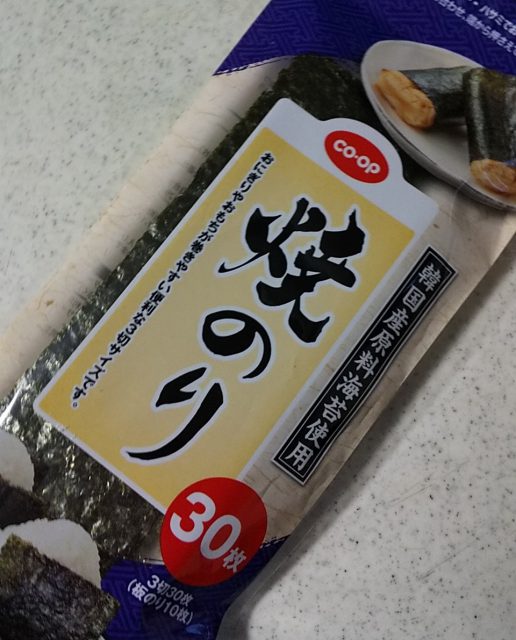 CO·OP
おにぎりやおもちが巻きやすい便利な3切サイズです。
焼のり
韓国産原料海苔使用
30枚
3切30枚
(板のり10枚)